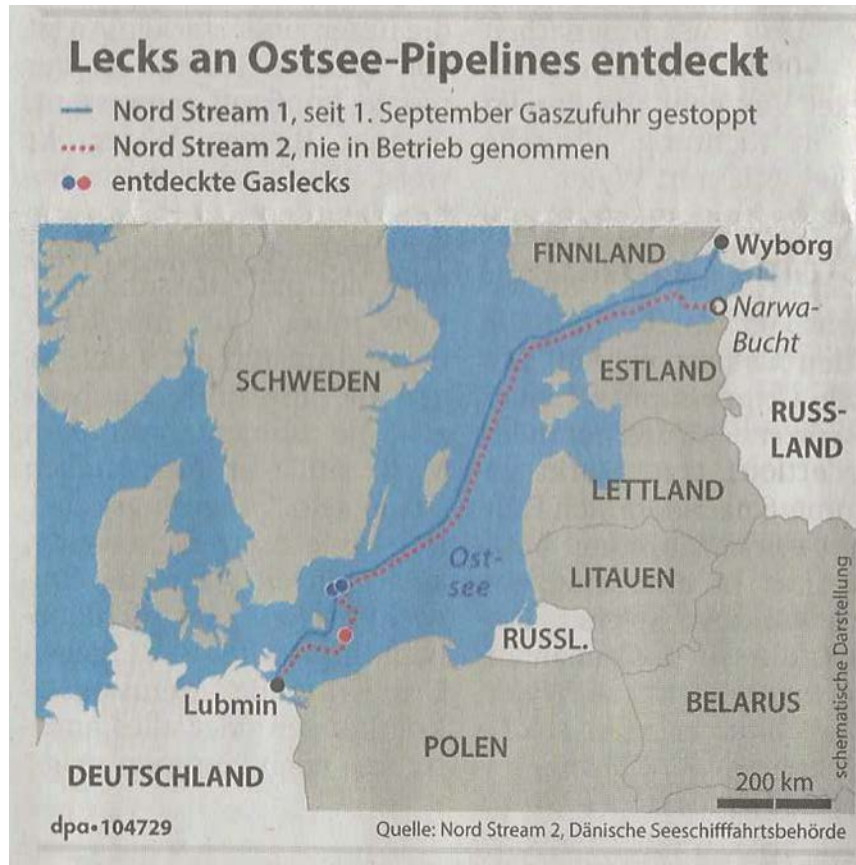 Lecks an Ostsee-Pipelines entdeckt
Nord Stream 1, seit 1. September Gaszufuhr gestoppt
Nord Stream 2, nie in Betrieb genommen
entdeckte Gaslecks
FINNLAND
Wyborg
Narwa-
Bucht
SCHWEDEN
ESTLAND
RUSS-
LAND
LETTLAND
Ost-
see
LITAUEN
RUSSL.
Lubmin
BELARUS
POLEN
DEUTSCHLAND
200 km
schematische Darstellung
dpa•104729
Quelle: Nord Stream 2, Dänische Seeschifffahrtsbehörde